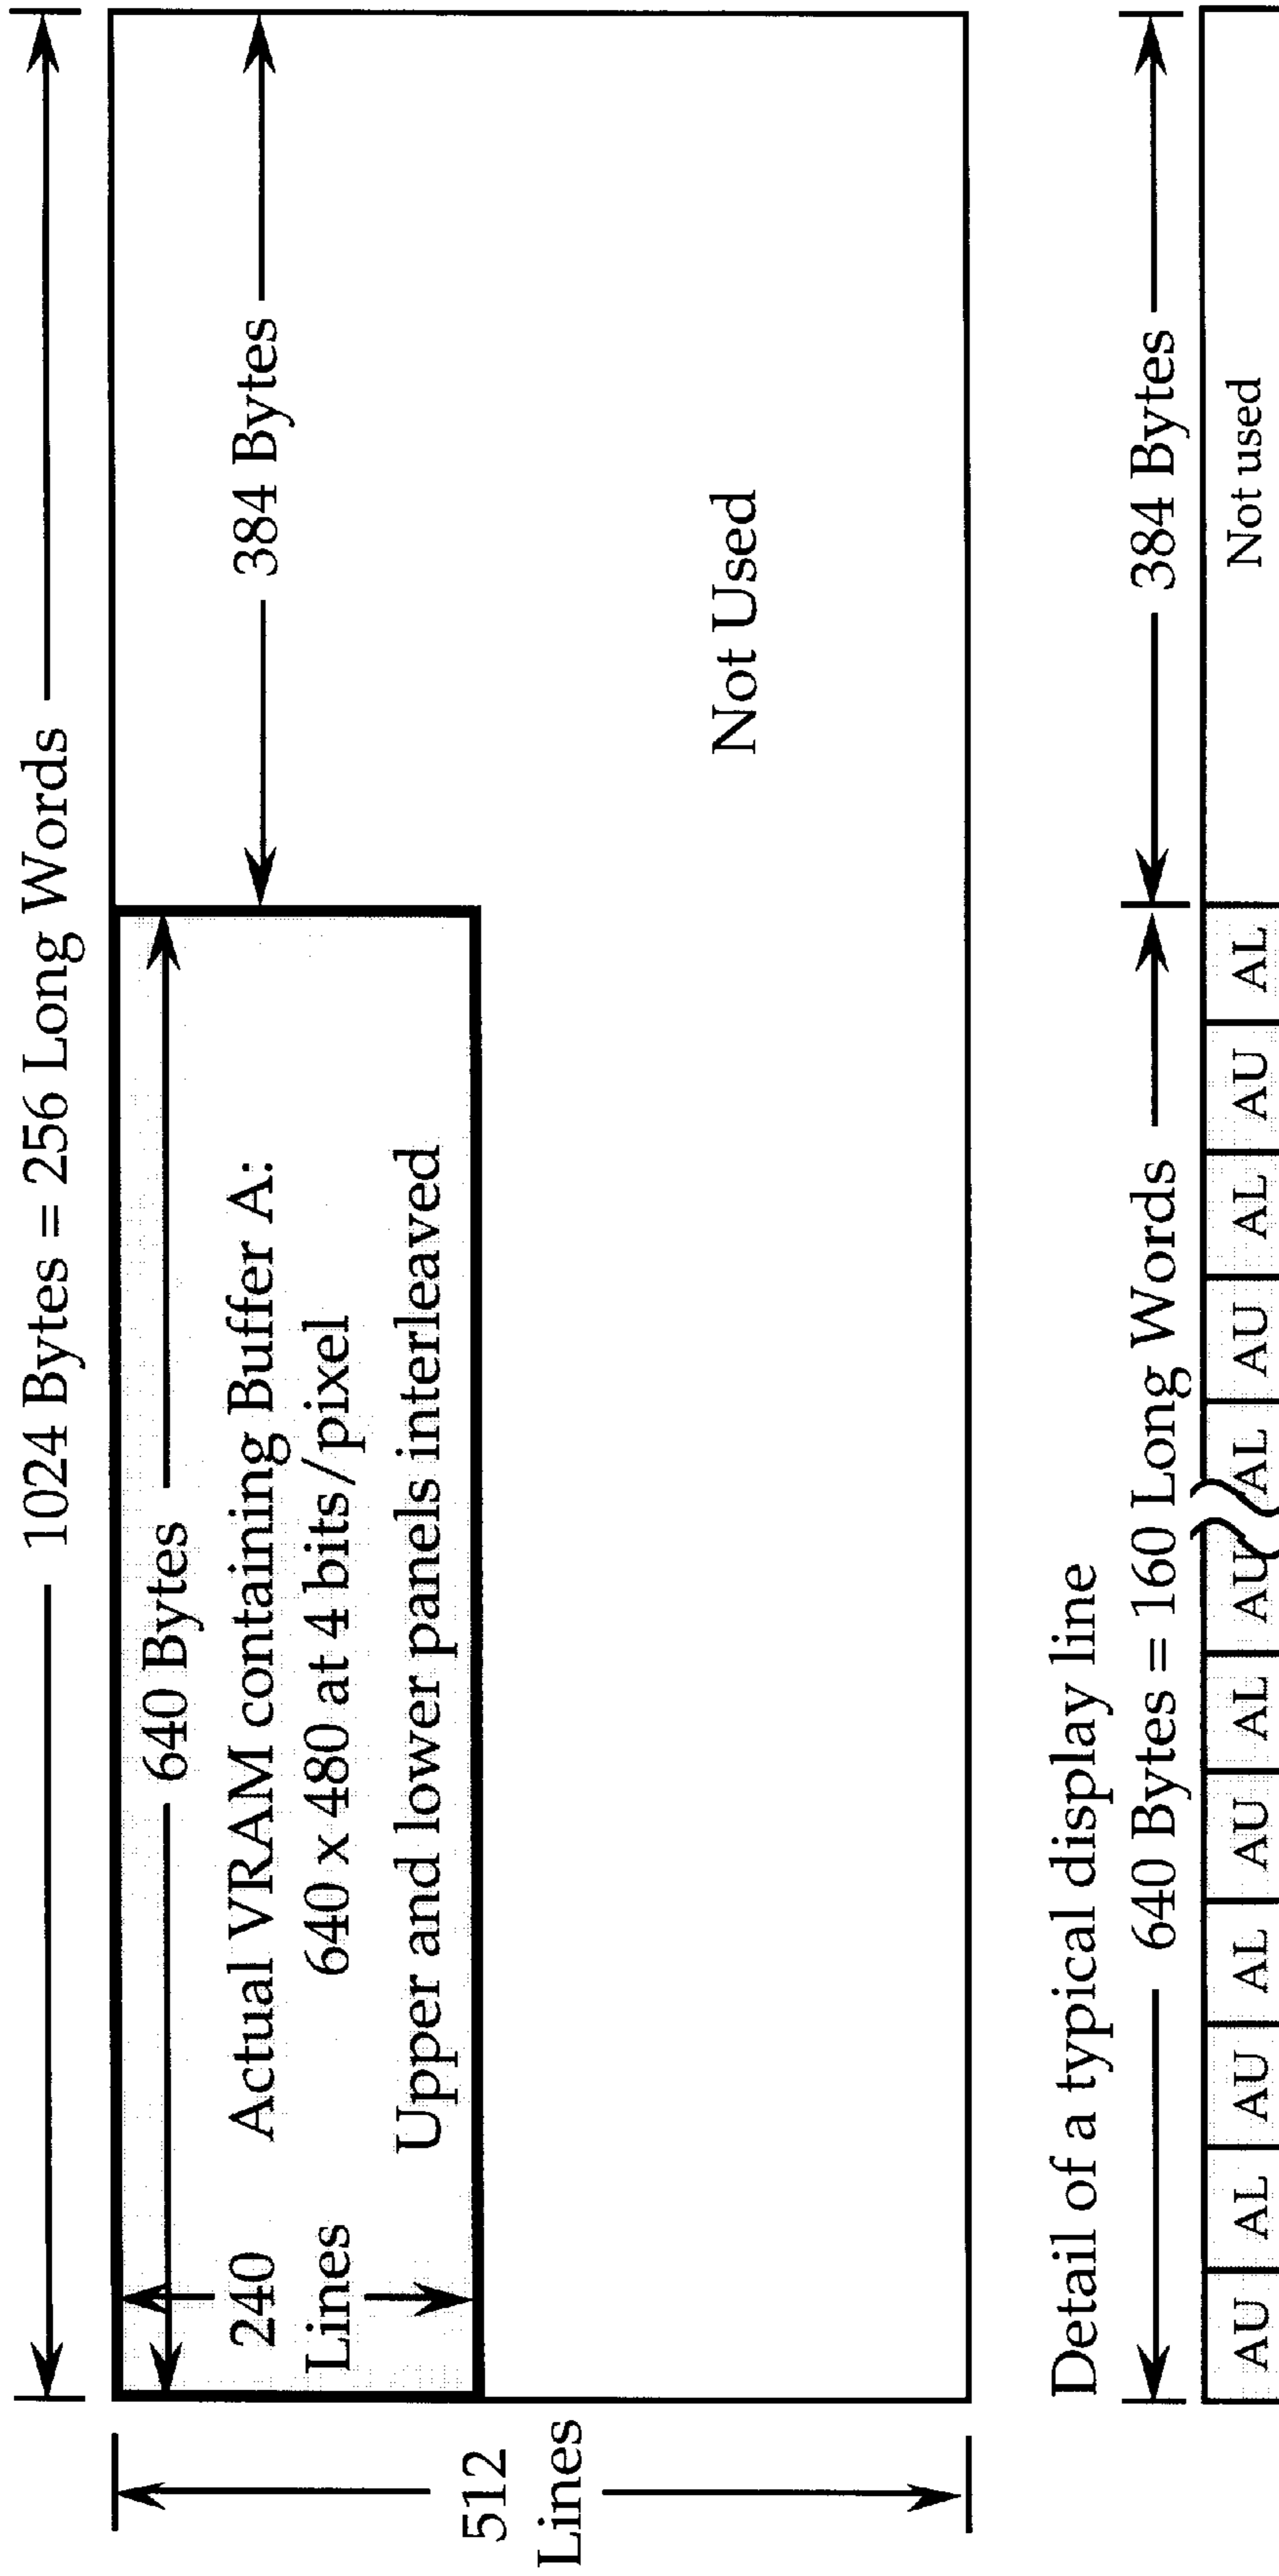 1024 Bytes = 256 Long Words
640 Bytes
384 Bytes
240
Lines
Actual VRAM containing Buffer A:
640 x 480 at 4 bits/pixel
Upper and lower panels interleaved
512
Lines
Not Used
Detail of a typical display line
640 Bytes = 160 Long Words
384 Bytes
AU AL AU AL AU AL AU AL AU AL AU AL
Not used